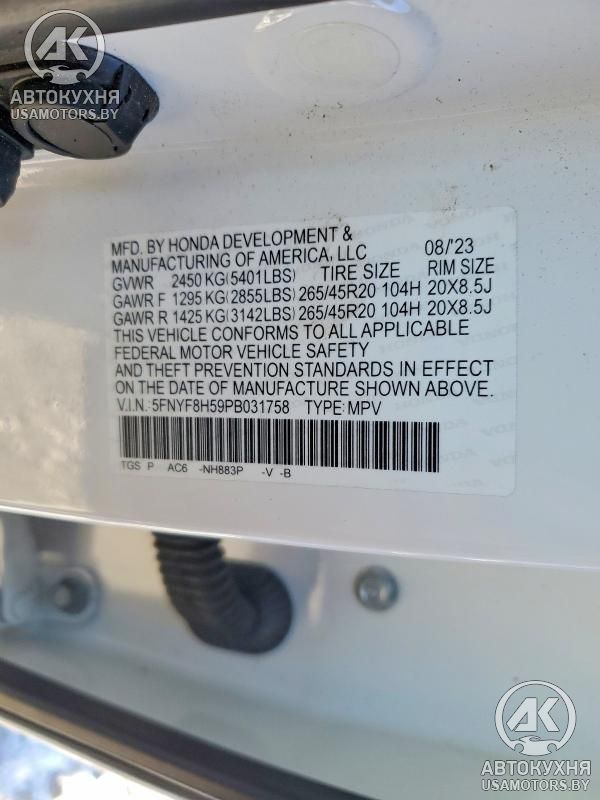 АК
АВТОКУХНЯ
USAMOTORS.BY
MFD. BY HONDA DEVELOPMENT &
MANUFACTURING OF AMERICA, LLC 08/'23
GVWR 2450 KG(5401LBS) TIRE SIZE RIM SIZE
GAWR F 1295 KG(2855LBS) 265/45R20 104H 20X8.5J
GAWR R 1425 KG(3142LBS) 265/45R20 104H 20X8.5J
THIS VEHICLE CONFORMS TO ALL APPLICABLE
FEDERAL MOTOR VEHICLE SAFETY
AND THEFT PREVENTION STANDARDS IN EFFECT
ON THE DATE OF MANUFACTURE SHOWN ABOVE.
V.I.N.: 5FNYF8H59PB031758 TYPE: MPV
TGS P AC6 -NH883P -V -B
АК
АВТОКУХНЯ
USAMOTORS.BY